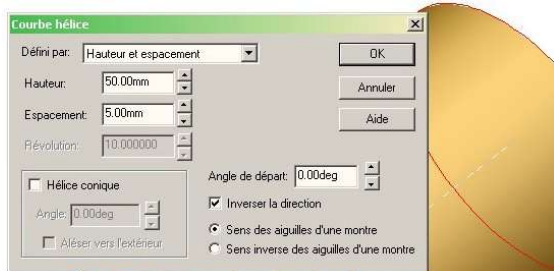 Courbe hélice
Défini par: Hauteur et espacement
OK
Hauteur: 50.00mm
Annuler
Espacement: 5.00mm
Aide
Révolution: 10.000000
Angle de départ: 0.00deg
Hélice conique
Inverser la direction
Angle: 0.00deg
Sens des aiguilles d'une montre
Aléser vers l'extérieur
Sens inverse des aiguilles d'une montre